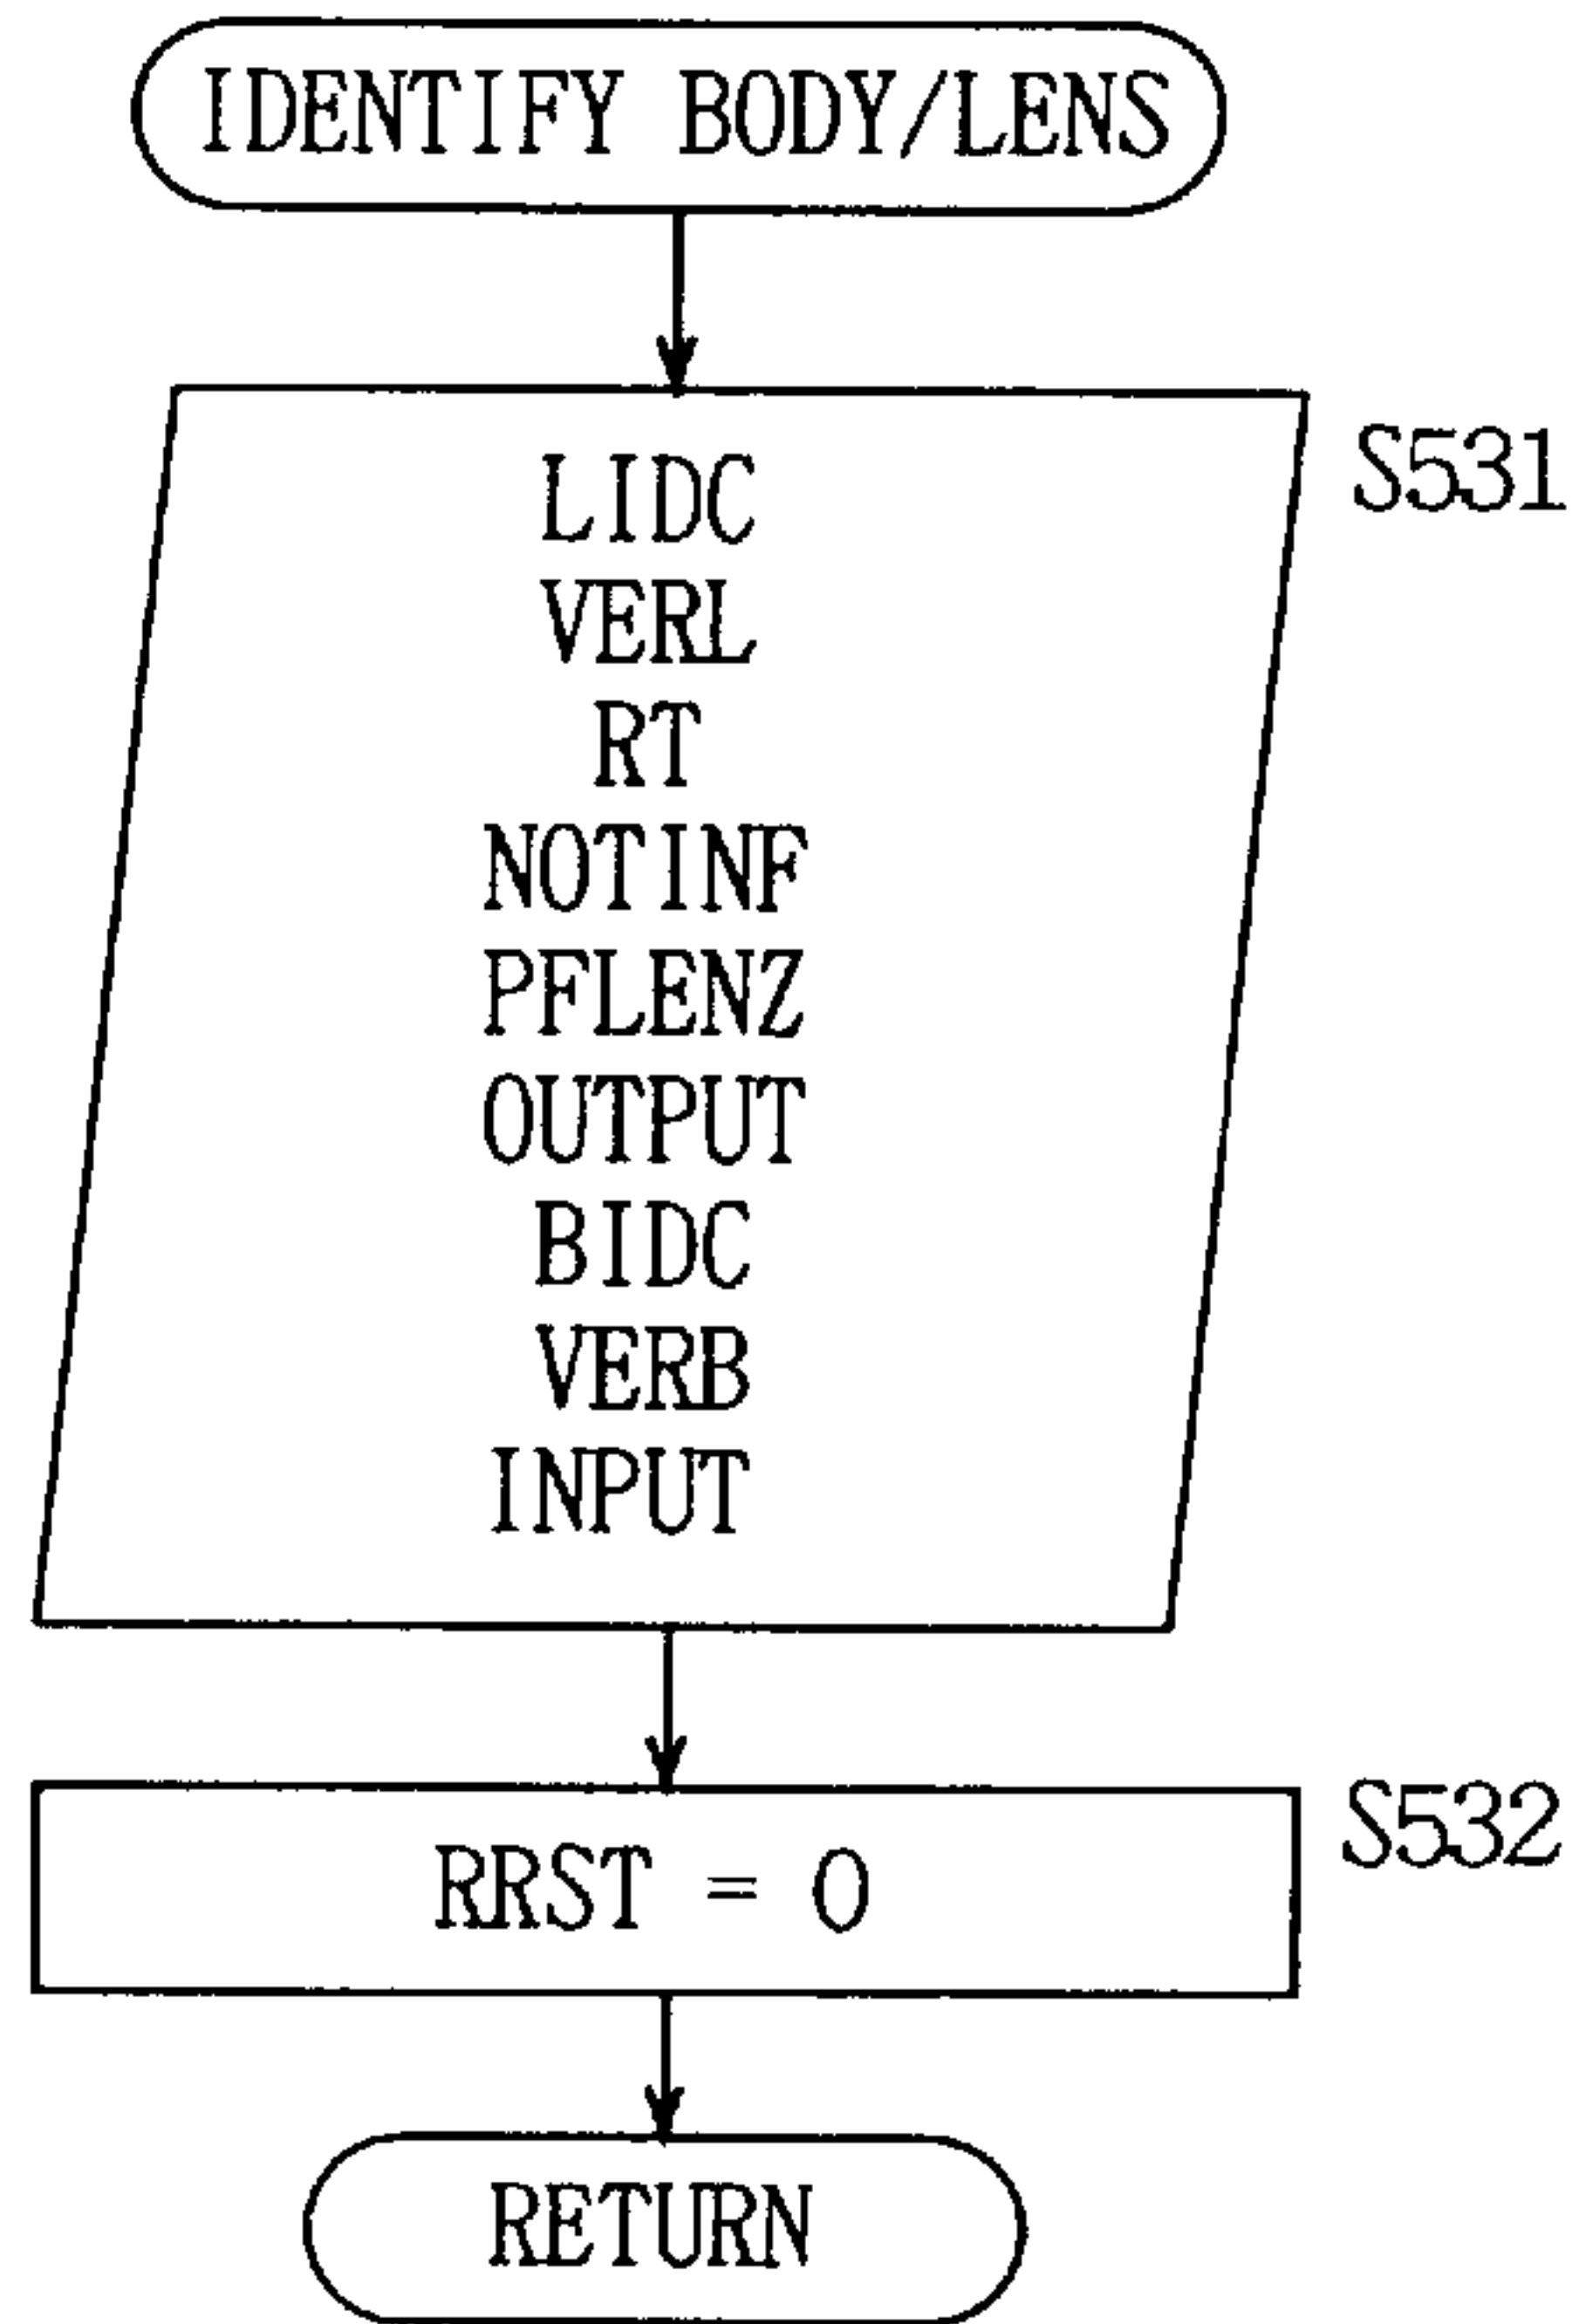 IDENTIFY BODY/LENS
S531
LIDC
VERL
RT
NOTINF
PFLENZ
OUTPUT
BIDC
VERB
INPUT
S532
RRST = 0
RETURN